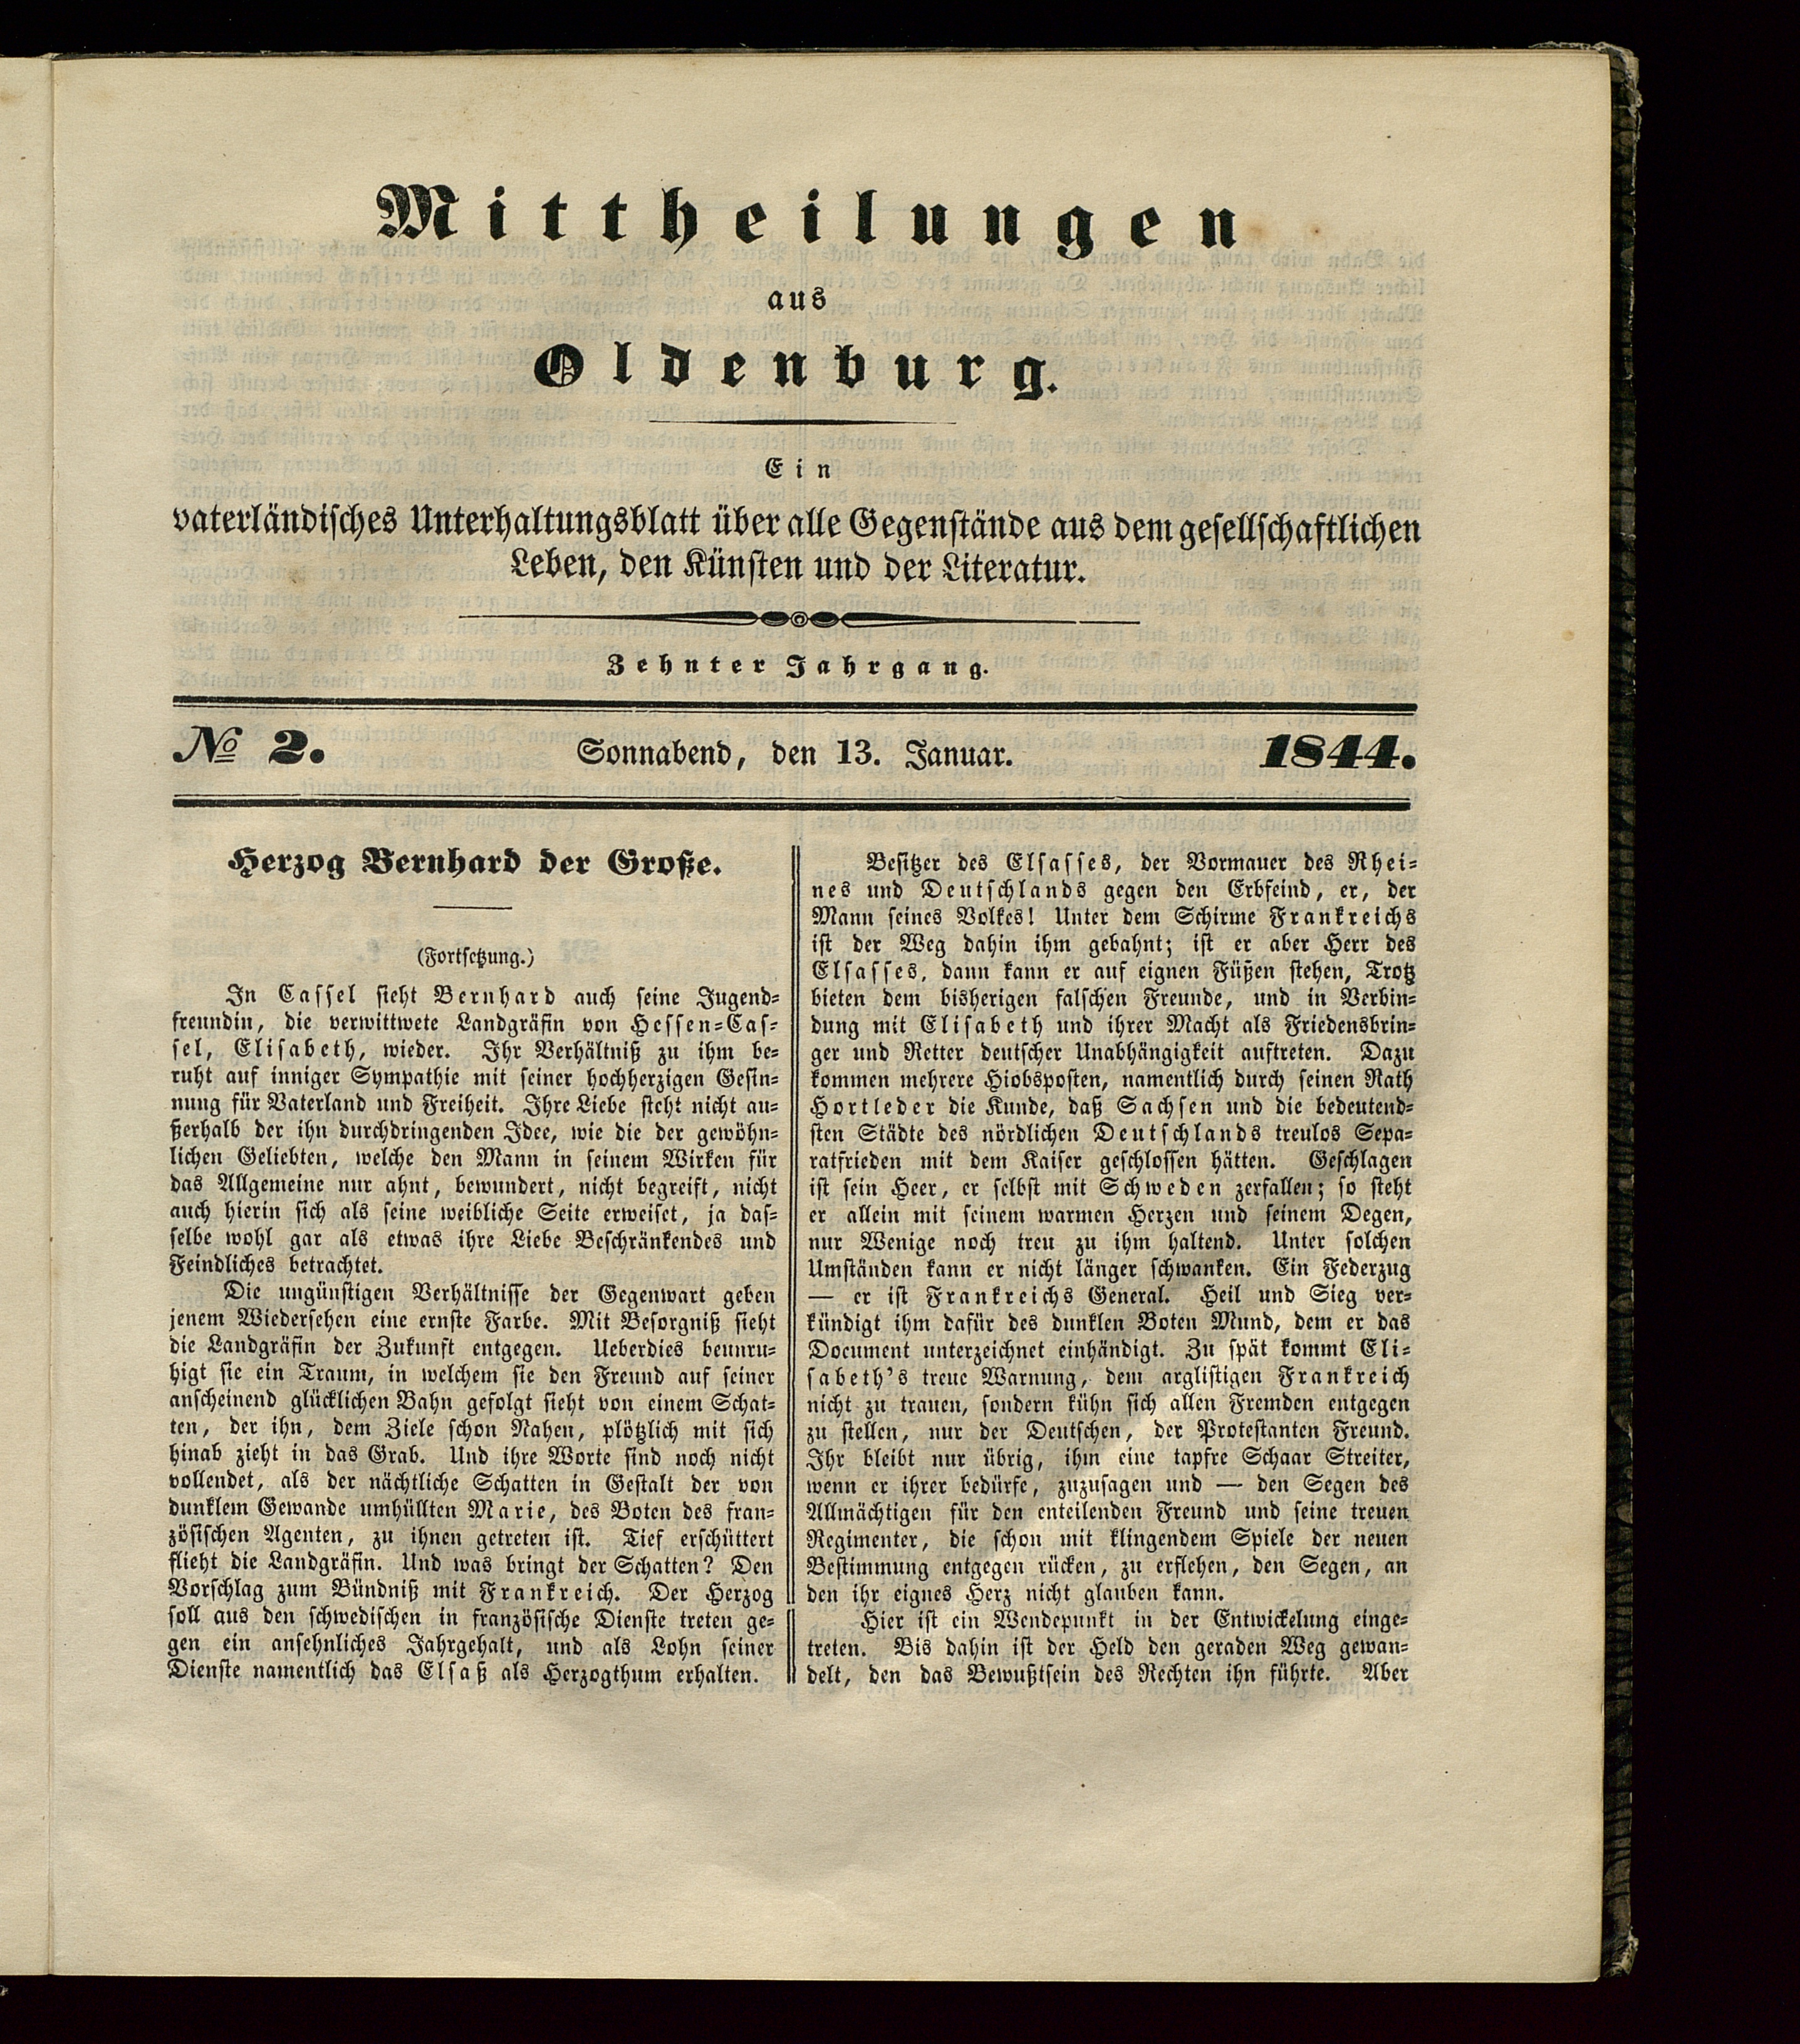 Mittheilungen
aus
Oldenburg.
Ein
vaterländisches Unterhaltungsblatt über alle Gegenstände aus dem gesellschaftlichen
Leben, den Künsten und der Literatur.
Zehnter Jahrgang.
№ 2. Sonnabend, den 13. Januar. 1844.
Herzog Bernhard der Große.
(Fortsetzung.)
In Cassel sieht Bernhard auch seine Jugend-
freundin, die verwittwete Landgräfin von Hessen-Cas-
sel, Elisabeth, wieder. Ihr Verhältniß zu ihm be-
ruht auf inniger Sympathie mit seiner hochherzigen Gesin-
nung für Vaterland und Freiheit. Ihre Liebe steht nicht au-
ßerhalb der ihn durchdringenden Idee, wie die der gewöhn-
lichen Geliebten, welche den Mann in seinem Wirken für
das Allgemeine nur ahnt, bewundert, nicht begreift, nicht
auch hierin sich als seine weibliche Seite erweiset, ja das-
selbe wohl gar als etwas ihre Liebe Beschränkendes und
Feindliches betrachtet.
Die ungünstigen Verhältnisse der Gegenwart geben
jenem Wiedersehen eine ernste Farbe. Mit Besorgniß sieht
die Landgräfin der Zukunft entgegen. Ueberdies beunru-
higt sie ein Traum, in welchem sie den Freund auf seiner
anscheinend glücklichen Bahn gefolgt sieht von einem Schat-
ten, der ihn, dem Ziele schon Nahen, plötzlich mit sich
hinab zieht in das Grab. Und ihre Worte sind noch nicht
vollendet, als der nächtliche Schatten in Gestalt der von
dunklem Gewande umhüllten Marie, des Boten des fran-
zösischen Agenten, zu ihnen getreten ist. Tief erschüttert
flieht die Landgräfin. Und was bringt der Schatten? Den
Vorschlag zum Bündniß mit Frankreich. Der Herzog
soll aus den schwedischen in französische Dienste treten ge-
gen ein ansehnliches Jahrgehalt, und als Lohn seiner
Dienste namentlich das Elsaß als Herzogthum erhalten.
Besitzer des Elsasses, der Vormauer des Rhei-
nes und Deutschlands gegen den Erbfeind, er, der
Mann seines Volkes! Unter dem Schirme Frankreichs
ist der Weg dahin ihm gebahnt; ist er aber Herr des
Elsasses, dann kann er auf eignen Füßen stehen, Trotz
bieten dem bisherigen falschen Freunde, und in Verbin-
dung mit Elisabeth und ihrer Macht als Friedensbrin-
ger und Retter deutscher Unabhängigkeit auftreten. Dazu
kommen mehrere Hiobsposten, namentlich durch seinen Rath
Hortleder die Kunde, daß Sachsen und die bedeutend-
sten Städte des nördlichen Deutschlands treulos Sepa-
ratfrieden mit dem Kaiser geschlossen hätten. Geschlagen
ist sein Heer, er selbst mit Schweden zerfallen; so steht
er allein mit seinem warmen Herzen und seinem Degen,
nur Wenige noch treu zu ihm haltend. Unter solchen
Umständen kann er nicht länger schwanken. Ein Federzug
— er ist Frankreichs General. Heil und Sieg ver-
kündigt ihm dafür des dunklen Boten Mund, dem er das
Document unterzeichnet einhändigt. Zu spät kommt Eli-
sabeth's treue Warnung, dem arglistigen Frankreich
nicht zu trauen, sondern kühn sich allen Fremden entgegen
zu stellen, nur der Deutschen, der Protestanten Freund.
Ihr bleibt nur übrig, ihm eine tapfre Schaar Streiter,
wenn er ihrer bedürfe, zuzusagen und — den Segen des
Allmächtigen für den enteilenden Freund und seine treuen
Regimenter, die schon mit klingendem Spiele der neuen
Bestimmung entgegen rücken, zu erflehen, den Segen, an
den ihr eignes Herz nicht glauben kann.
Hier ist ein Wendepunkt in der Entwickelung einge-
treten. Bis dahin ist der Held den geraden Weg gewan-
delt, den das Bewußtsein des Rechten ihn führte. Aber